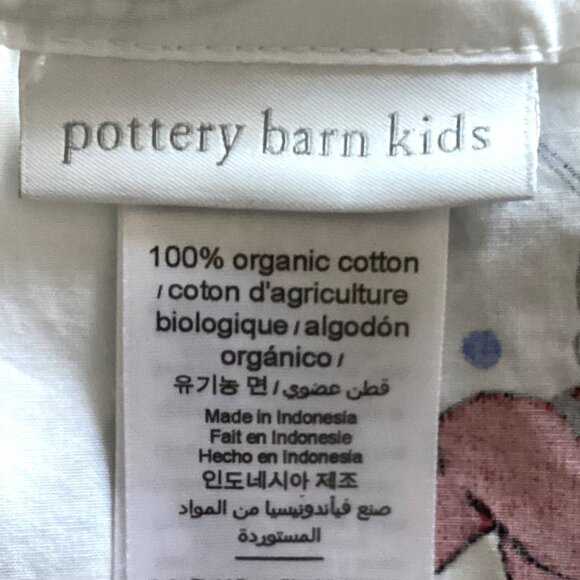 pottery barn kids
100% organic cotton
/ coton d'agriculture
biologique / algodón
orgánico /
유기농 면 / قطن عضوي /
Made in Indonesia
Fait en Indonesie
Hecho en Indonesia
인도네시아 제조
صنع فيأندونيسيا من المواد
المستوردة